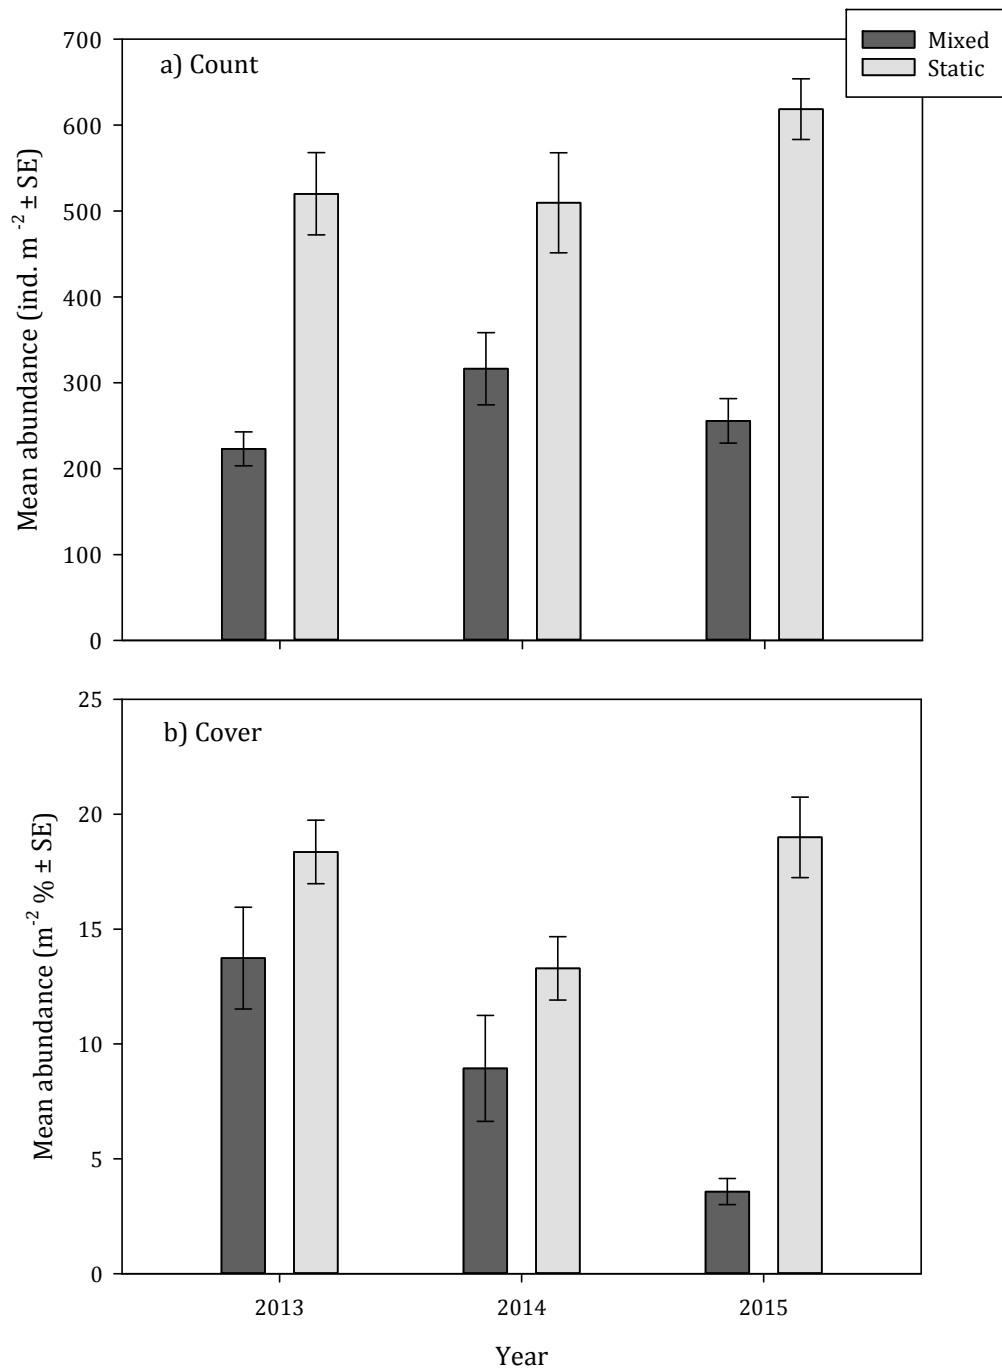 Mixed
Static
a) Count
700
600
500
400
300
200
100
0
Mean abundance (ind. m⁻² ± SE)
b) Cover
25
20
15
10
5
0
Mean abundance (m⁻² % ± SE)
2013 2014 2015
Year